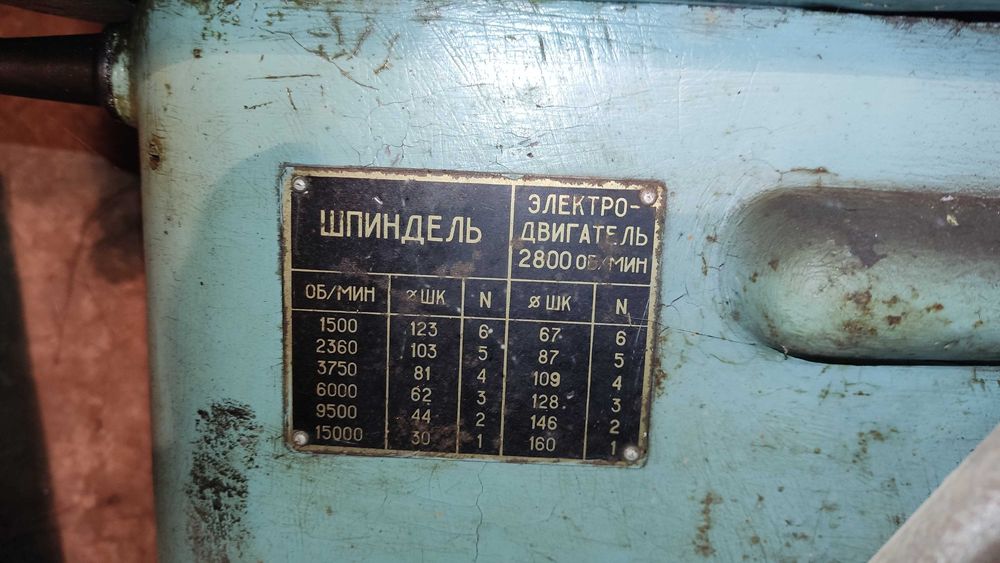 ШПИНДЕЛЬ
ЭЛЕКТРО-
ДВИГАТЕЛЬ
2800 ОБ/МИН
ОБ/МИН ⌀ ШК N ⌀ ШК N
1500 123 6 67 6
2360 103 5 87 5
3750 81 4 109 4
6000 62 3 128 3
9500 44 2 146 2
15000 30 1 160 1